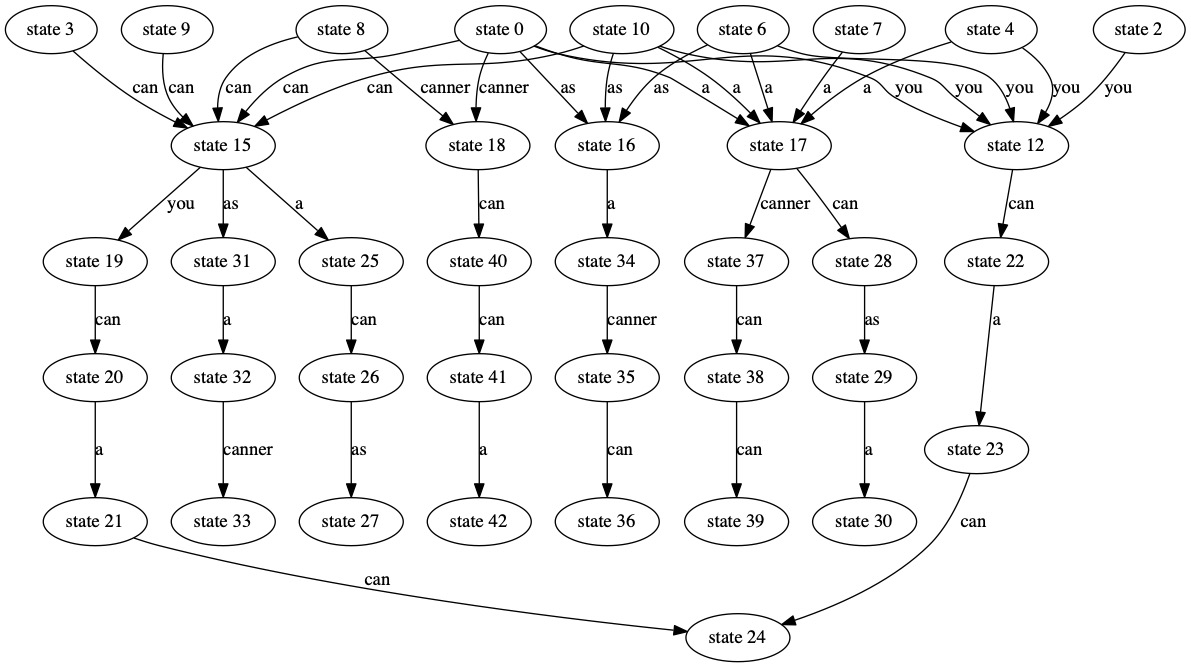 state 3 state 9 state 8 state 0 state 10 state 6 state 7 state 4 state 2
can can can can can canner canner as as as a a a a a you you you you you
state 15 state 18 state 16 state 17 state 12
you as a can a canner can can
state 19 state 31 state 25 state 40 state 34 state 37 state 28 state 22
can a can can canner can as a
state 20 state 32 state 26 state 41 state 35 state 38 state 29
a canner as a can can a state 23
state 21 state 33 state 27 state 42 state 36 state 39 state 30 can
can
state 24